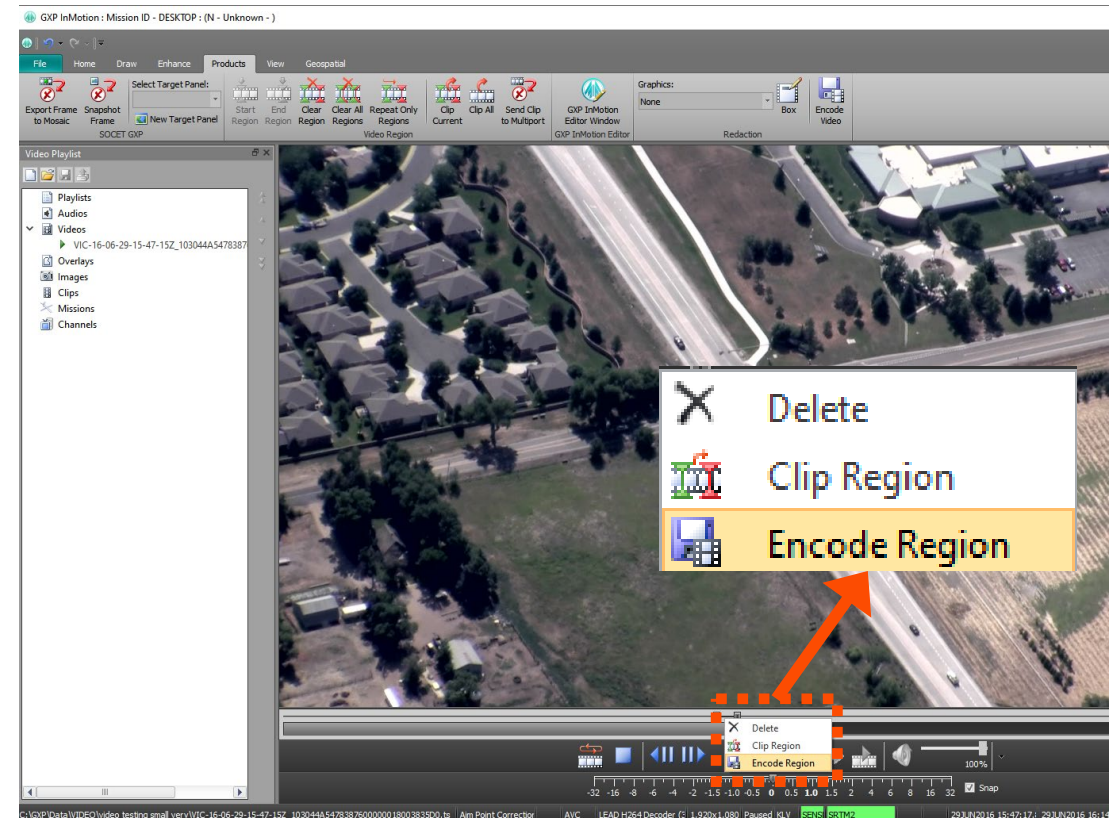 GXP InMotion : Mission ID - DESKTOP : (N - Unknown - )
File Home Draw Enhance Products View Geospatial
Export Frame to Mosaic
Snapshot Frame
Select Target Panel:
New Target Panel
SOCET GXP
Start Region
End Region
Clear Region
Clear All Regions
Repeat Only Regions
Clip Current
Clip All
Send Clip to Multiport
Video Region
GXP InMotion Editor Window
GXP InMotion Editor
Graphics:
None
Box
Redaction
Encode Video
Video Playlist
Playlists
Audios
Videos
VIC-16-06-29-15-47-15Z_103044A5478387
Overlays
Images
Clips
Missions
Channels
Delete
Clip Region
Encode Region
Delete
Clip Region
Encode Region
100%
-32 -16 -8 -6 -4 -2 -1.5 -1.0 -0.5 0 0.5 1.0 1.5 2 4 6 8 16 32 Snap
C:\GXP\Data\VIDEO\video testing small very\VIC-16-06-29-15-47-15Z_103044A54783876000000018003835D0.ts Aim Point Correction AVC LEAD H264 Decoder (3 1,920x1,080 Paused KLV SENS SRTM2 29JUN2016 15:47:17.: 29JUN2016 16:14